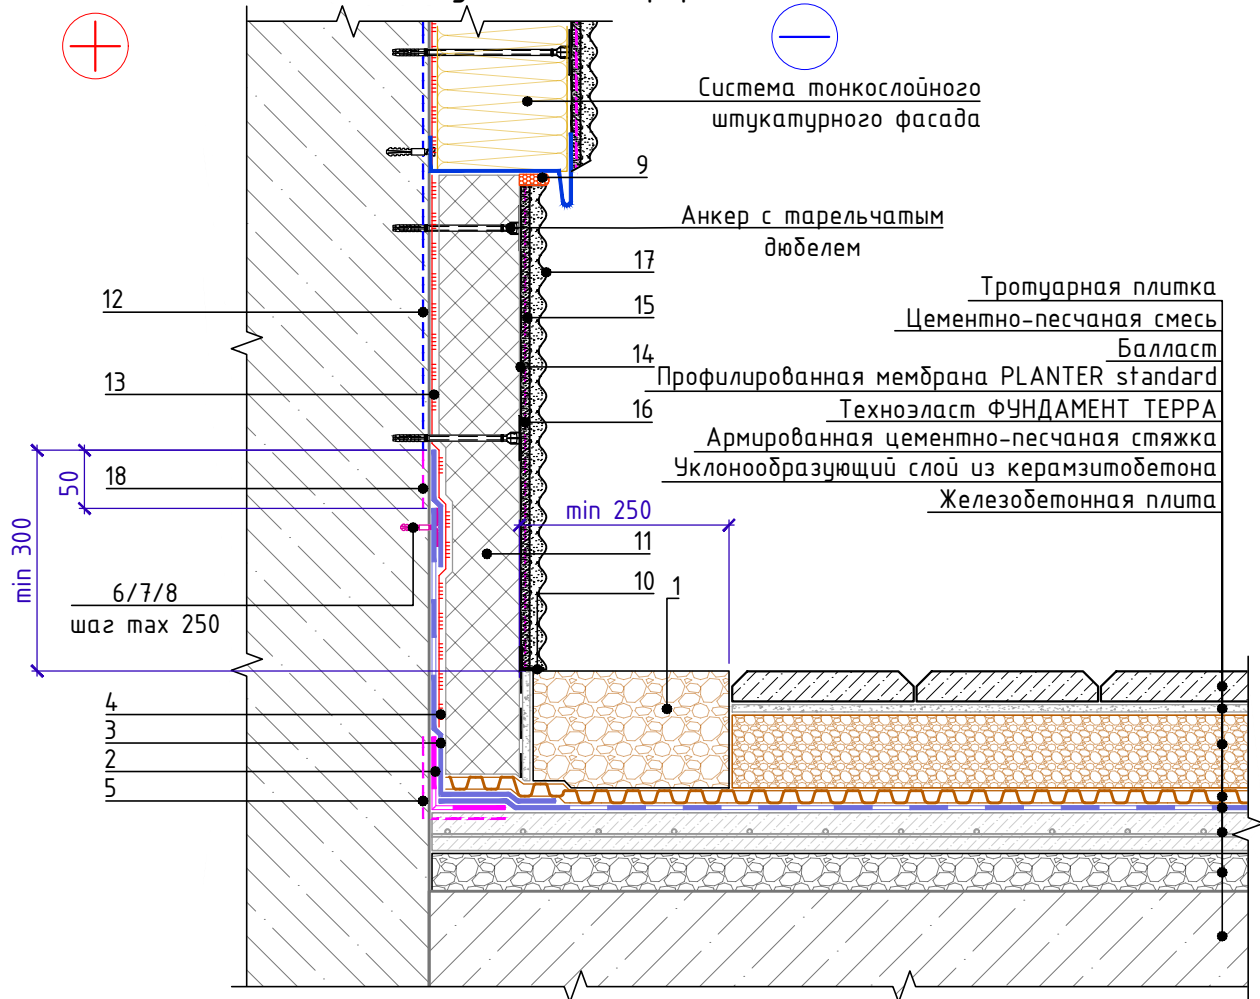 Система тонкослойного
штукатурного фасада
9
Анкер с тарельчатым
дюбелем
17
Тротуарная плитка
12
15
Цементно-песчаная смесь
14
Балласт
13
Профилированная мембрана PLANTER standard
16
Техноэласт ФУНДАМЕНТ ТЕРРА
Армированная цементно-песчаная стяжка
50
18
Уклонообразующий слой из керамзитобетона
Железобетонная плита
min 250
min 300
11
6/7/8
10
1
шаг max 250
4
3
2
5